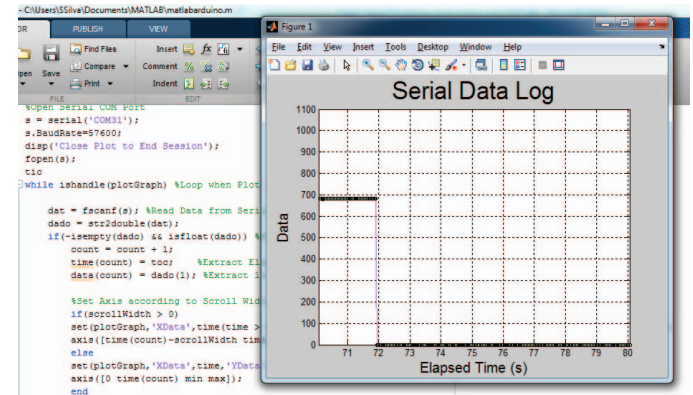 - C:\Users\SSilva\Documents\MATLAB\matlabarduino.m
OR PUBLISH VIEW
Find Files Insert fx
Save Compare Comment %
Print Indent
FILE EDIT
%Open Serial COM Port
s = serial('COM31');
s.BaudRate=57600;
disp('Close Plot to End Session');
fopen(s);
tic
while ishandle(plotGraph) %Loop when Plot
dat = fscanf(s); %Read Data from Seri
dado = str2double(dat);
if(~isempty(dado) && isfloat(dado)) %
count = count + 1;
time(count) = toc; %Extract El
data(count) = dado(1); %Extract 1
%Set Axis according to Scroll Wid
if(scrollWidth > 0)
set(plotGraph,'XData',time(time >
axis([time(count)-scrollWidth time
else
set(plotGraph,'XData',time,'YData
axis([0 time(count) min max]);
end
Figure 1
File Edit View Insert Tools Desktop Window Help
Serial Data Log
1100
1000
900
800
700
600
500
400
300
200
100
0
Data
71 72 73 74 75 76 77 78 79 80
Elapsed Time (s)